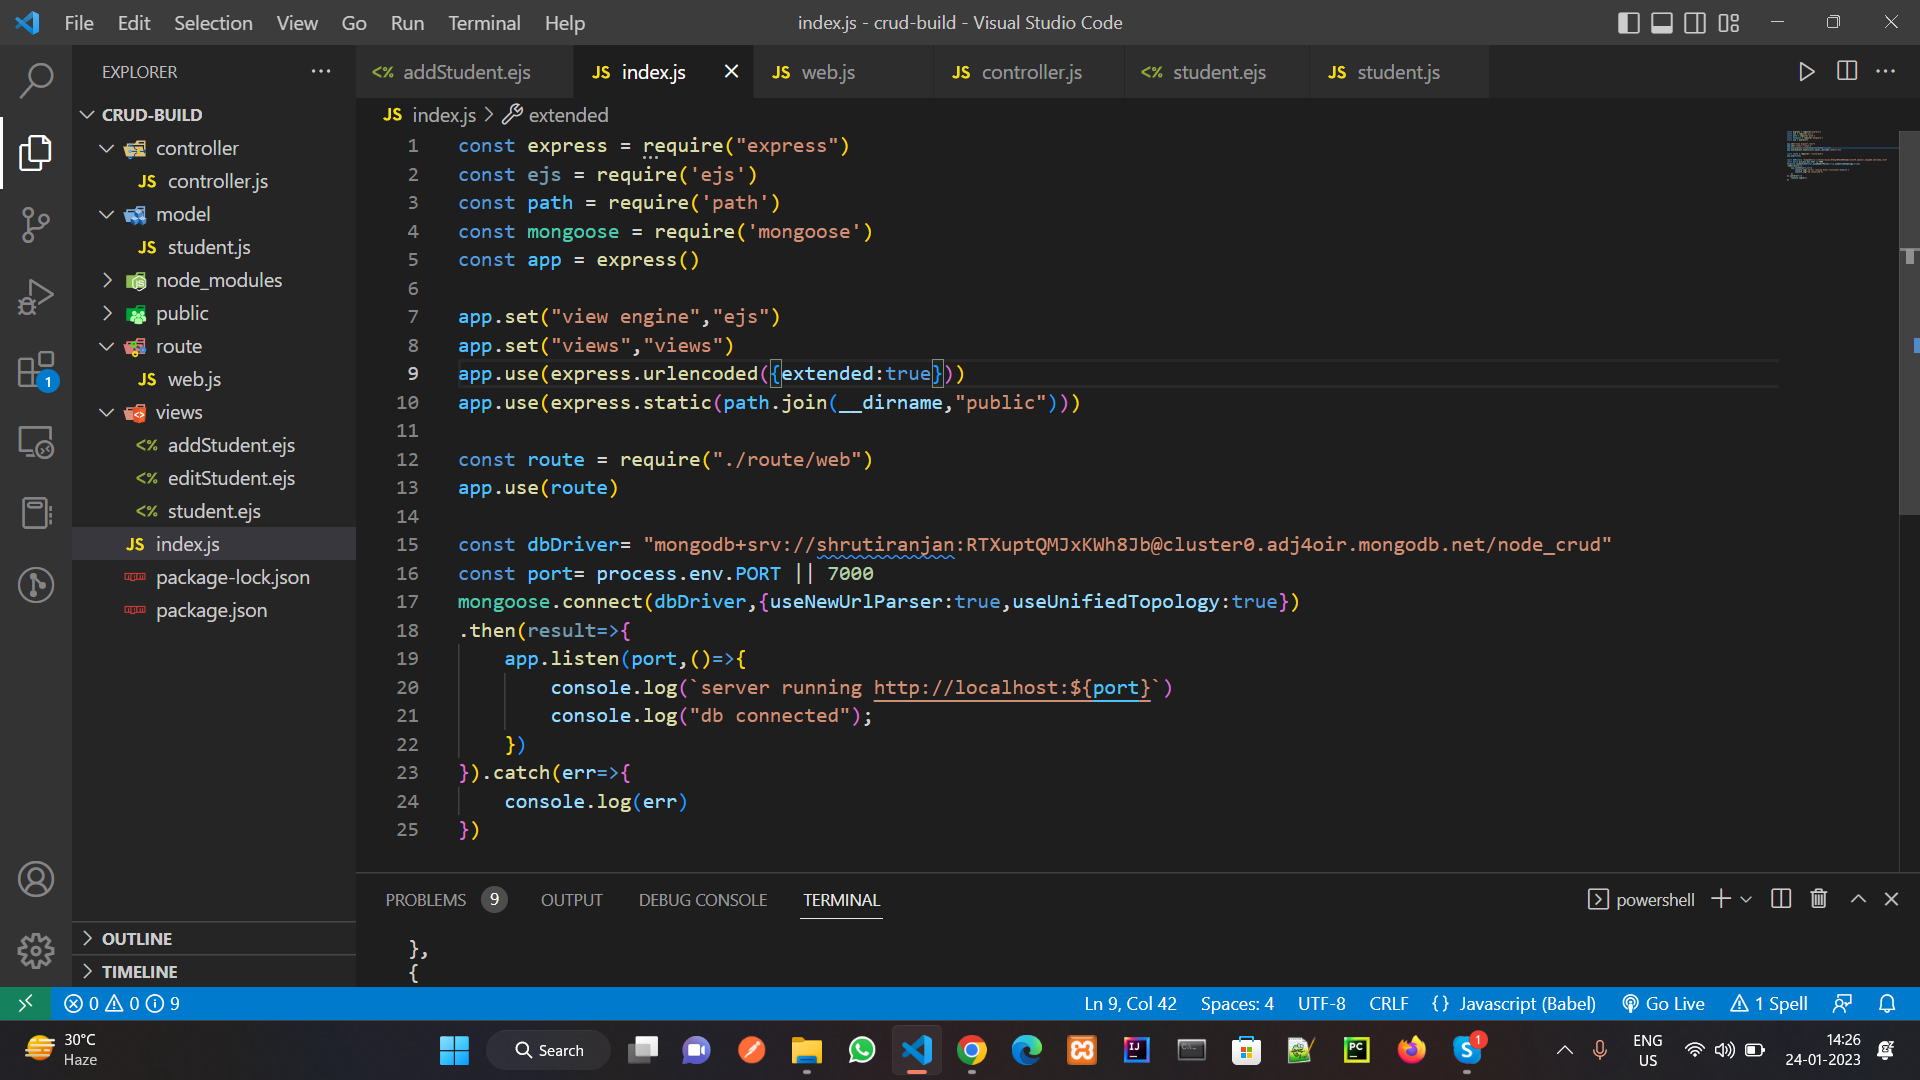 File Edit Selection View Go Run Terminal Help
index.js - crud-build - Visual Studio Code
EXPLORER
CRUD-BUILD
controller
JS controller.js
model
JS student.js
node_modules
public
route
JS web.js
views
<% addStudent.ejs
<% editStudent.ejs
<% student.ejs
JS index.js
package-lock.json
package.json
OUTLINE
TIMELINE
1
<% addStudent.ejs JS index.js JS web.js JS controller.js <% student.ejs JS student.js
JS index.js > extended
1 const express = require("express")
2 const ejs = require('ejs')
3 const path = require('path')
4 const mongoose = require('mongoose')
5 const app = express()
6
7 app.set("view engine","ejs")
8 app.set("views","views")
9 app.use(express.urlencoded({extended:true}))
10 app.use(express.static(path.join(__dirname,"public")))
11
12 const route = require("./route/web")
13 app.use(route)
14
15 const dbDriver= "mongodb+srv://shrutiranjan:RTXuptQMJxKWh8Jb@cluster0.adj4oir.mongodb.net/node_crud"
16 const port= process.env.PORT || 7000
17 mongoose.connect(dbDriver,{useNewUrlParser:true,useUnifiedTopology:true})
18 .then(result=>{
19 app.listen(port,()=>{
20 console.log(`server running http://localhost:${port}`)
21 console.log("db connected");
22 })
23 }).catch(err=>{
24 console.log(err)
25 })
PROBLEMS 9 OUTPUT DEBUG CONSOLE TERMINAL
powershell
},
{
0 0 9
Ln 9, Col 42 Spaces: 4 UTF-8 CRLF {} Javascript (Babel) Go Live 1 Spell
30°C
Haze
Search
IJ
PC
S
1
ENG
US
14:26
24-01-2023